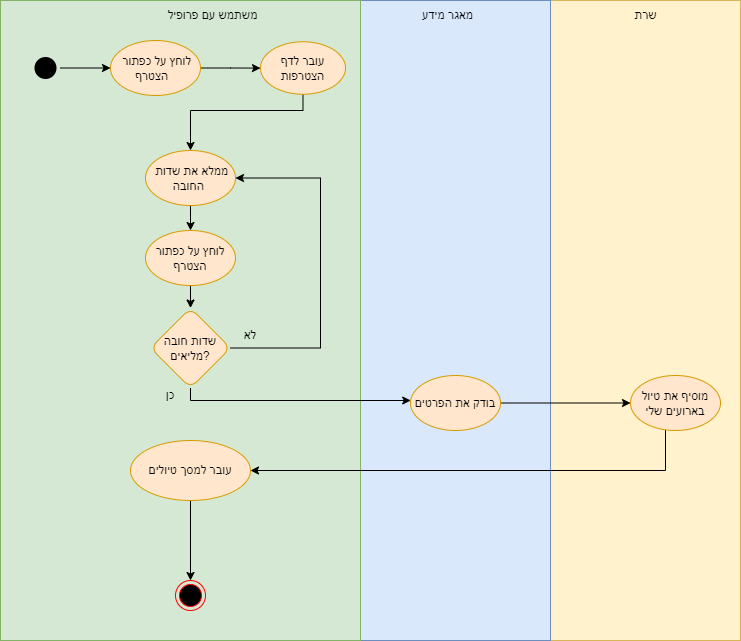 משתמש עם פרופיל
מאגר מידע
שרת
לוחץ על כפתור
הצטרף
עובר לדף
הצטרפות
ממלא את שדות
החובה
לוחץ על כפתור
הצטרף
שדות חובה
מליאים?
לא
כן
בודק את הפרטים
מוסיף את טיול
בארועים שלי
עובר למסך טיולים